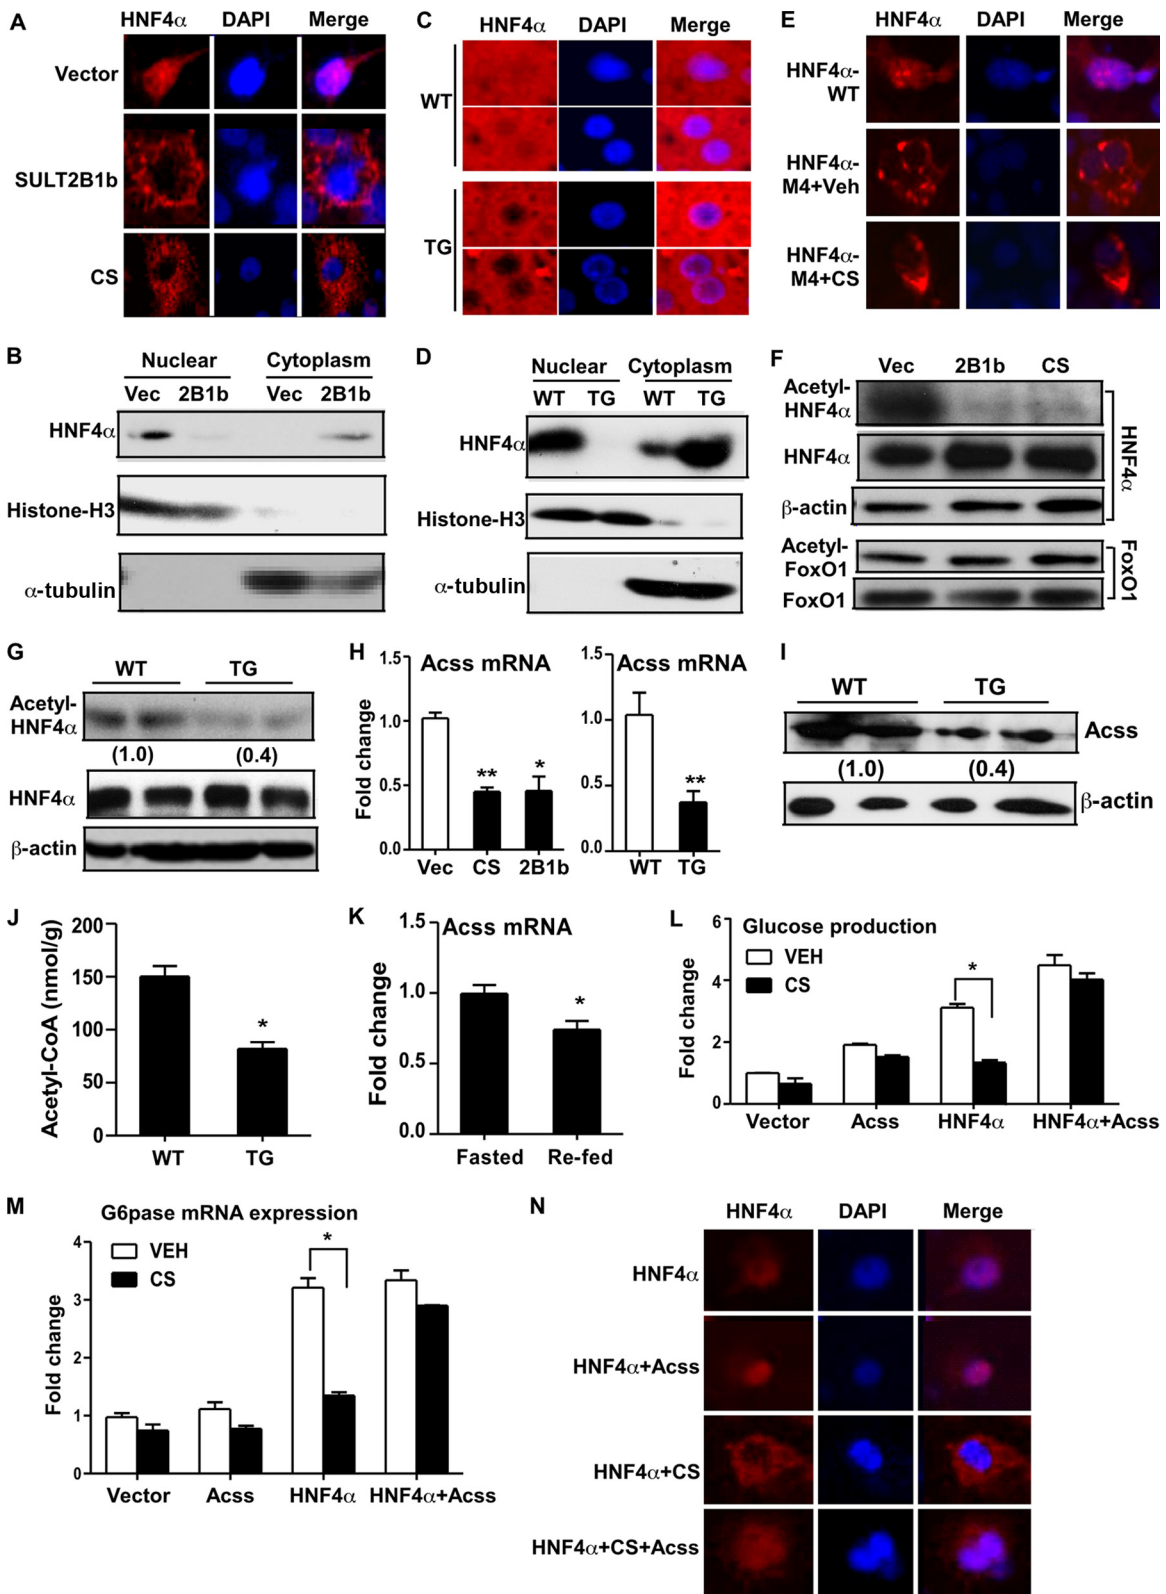 A
HNF4α DAPI Merge
Vector
SULT2B1b
CS
C
HNF4α DAPI Merge
WT
TG
E
HNF4α DAPI Merge
HNF4α-
WT
HNF4α-
M4+Veh
HNF4α-
M4+CS
B
Nuclear Cytoplasm
Vec 2B1b Vec 2B1b
HNF4α
Histone-H3
α-tubulin
D
Nuclear Cytoplasm
WT TG WT TG
HNF4α
Histone-H3
α-tubulin
F
Vec 2B1b CS
Acetyl-
HNF4α
HNF4α
β-actin
HNF4α
Acetyl-
FoxO1
FoxO1
FoxO1
G
WT TG
Acetyl-
HNF4α
(1.0) (0.4)
HNF4α
β-actin
H
Acss mRNA
Fold change
1.5
1.0
0.5
0.0
** *
Vec CS 2B1b
Acss mRNA
1.5
1.0
0.5
0.0
**
WT TG
I
WT TG
Acss
(1.0) (0.4)
β-actin
J
Acetyl-CoA (nmol/g)
200
150
100
50
0
*
WT TG
K
Acss mRNA
Fold change
1.5
1.0
0.5
0.0
*
Fasted Re-fed
L
Glucose production
VEH
CS
Fold change
6
4
2
0
*
Vector Acss HNF4α HNF4α+Acss
M
G6pase mRNA expression
VEH
CS
Fold change
4
3
2
1
0
*
Vector Acss HNF4α HNF4α+Acss
N
HNF4α DAPI Merge
HNF4α
HNF4α+Acss
HNF4α+CS
HNF4α+CS+Acss